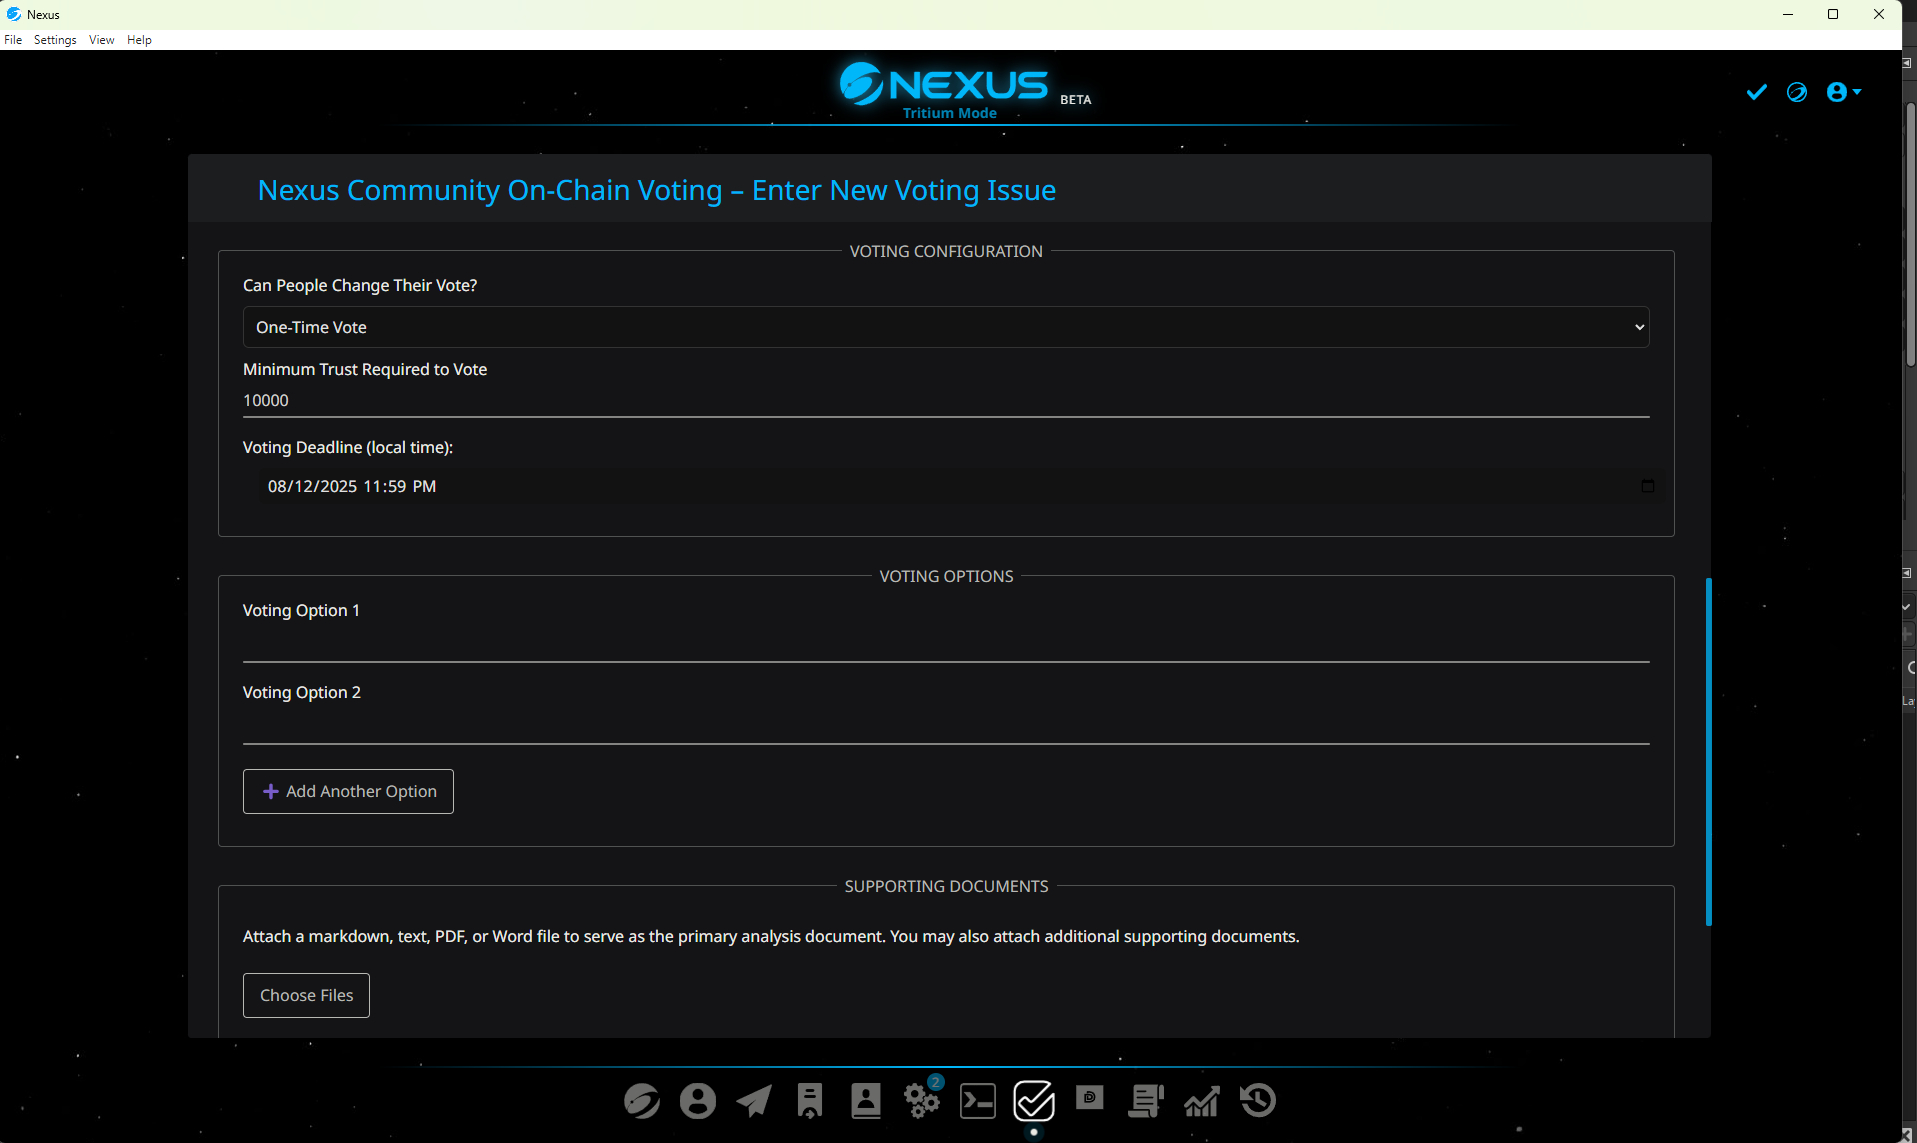 Nexus
File Settings View Help
NEXUS BETA
Tritium Mode
Nexus Community On-Chain Voting – Enter New Voting Issue
VOTING CONFIGURATION
Can People Change Their Vote?
One-Time Vote
Minimum Trust Required to Vote
10000
Voting Deadline (local time):
08/12/2025 11:59 PM
VOTING OPTIONS
Voting Option 1
Voting Option 2
Add Another Option
SUPPORTING DOCUMENTS
Attach a markdown, text, PDF, or Word file to serve as the primary analysis document. You may also attach additional supporting documents.
Choose Files
2
D